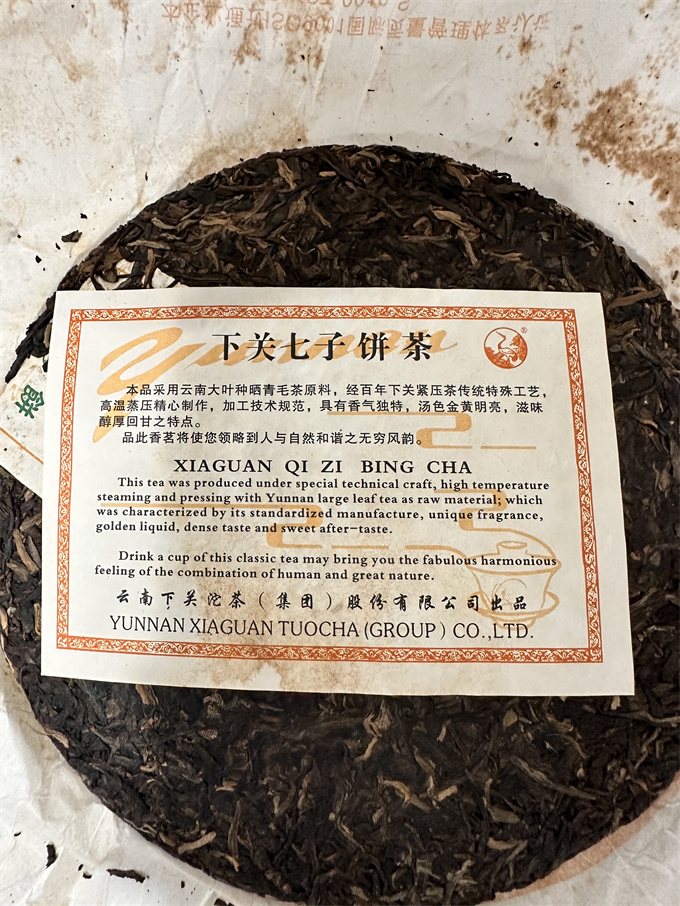 下关七子饼茶
®
本品采用云南大叶种晒青毛茶原料，经百年下关紧压茶传统特殊工艺，
高温蒸压精心制作，加工技术规范，具有香气独特，汤色金黄明亮，滋味
醇厚回甘之特点。
品此香茗将使您领略到人与自然和谐之无穷风韵。
XIAGUAN QI ZI BING CHA
This tea was produced under special technical craft, high temperature
steaming and pressing with Yunnan large leaf tea as raw material; which
was characterized by its standardized manufacture, unique fragrance,
golden liquid, dense taste and sweet after-taste.
Drink a cup of this classic tea may bring you the fabulous harmonious
feeling of the combination of human and great nature.
云南下关沱茶（集团）股份有限公司出品
YUNNAN XIAGUAN TUOCHA (GROUP) CO.,LTD.
餅